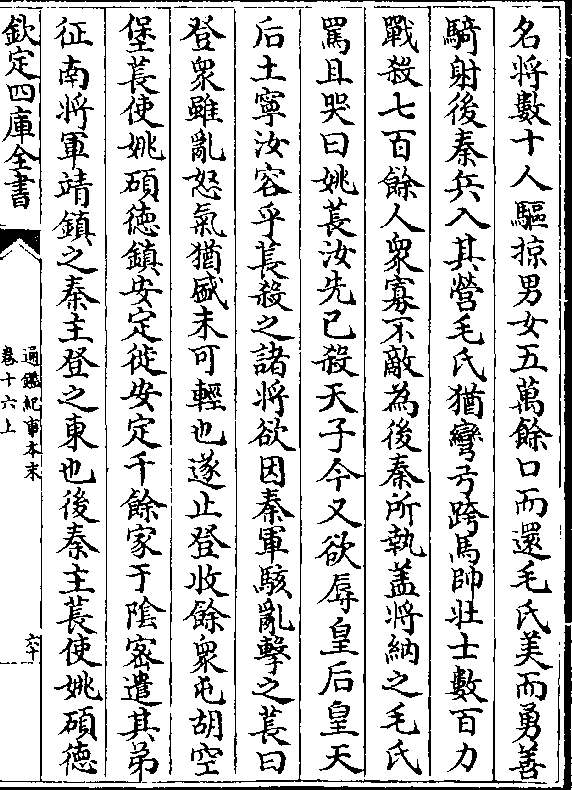 名將數十人驅掠男女五萬餘口而還毛氏美而勇善
騎射後秦兵入其營毛氏猶彎弓跨馬帥壯士數百力
戰殺七百餘人衆寡不敵為後秦所執萇將納之毛氏
罵且哭曰姚萇汝先已殺天子今又欲辱皇后皇天
后土寧汝容乎萇殺之諸將欲因秦軍駭亂擊之萇曰
登衆雖亂怒氣猶盛未可輕也遂止登收餘衆屯胡空
堡萇使姚碩德鎮安定徙安定千餘家于陰密遣其弟
征南將軍靖鎮之秦主登之東也後秦主萇使姚碩德
欽定四庫全書
通鑑紀事本末
卷十六上
六十